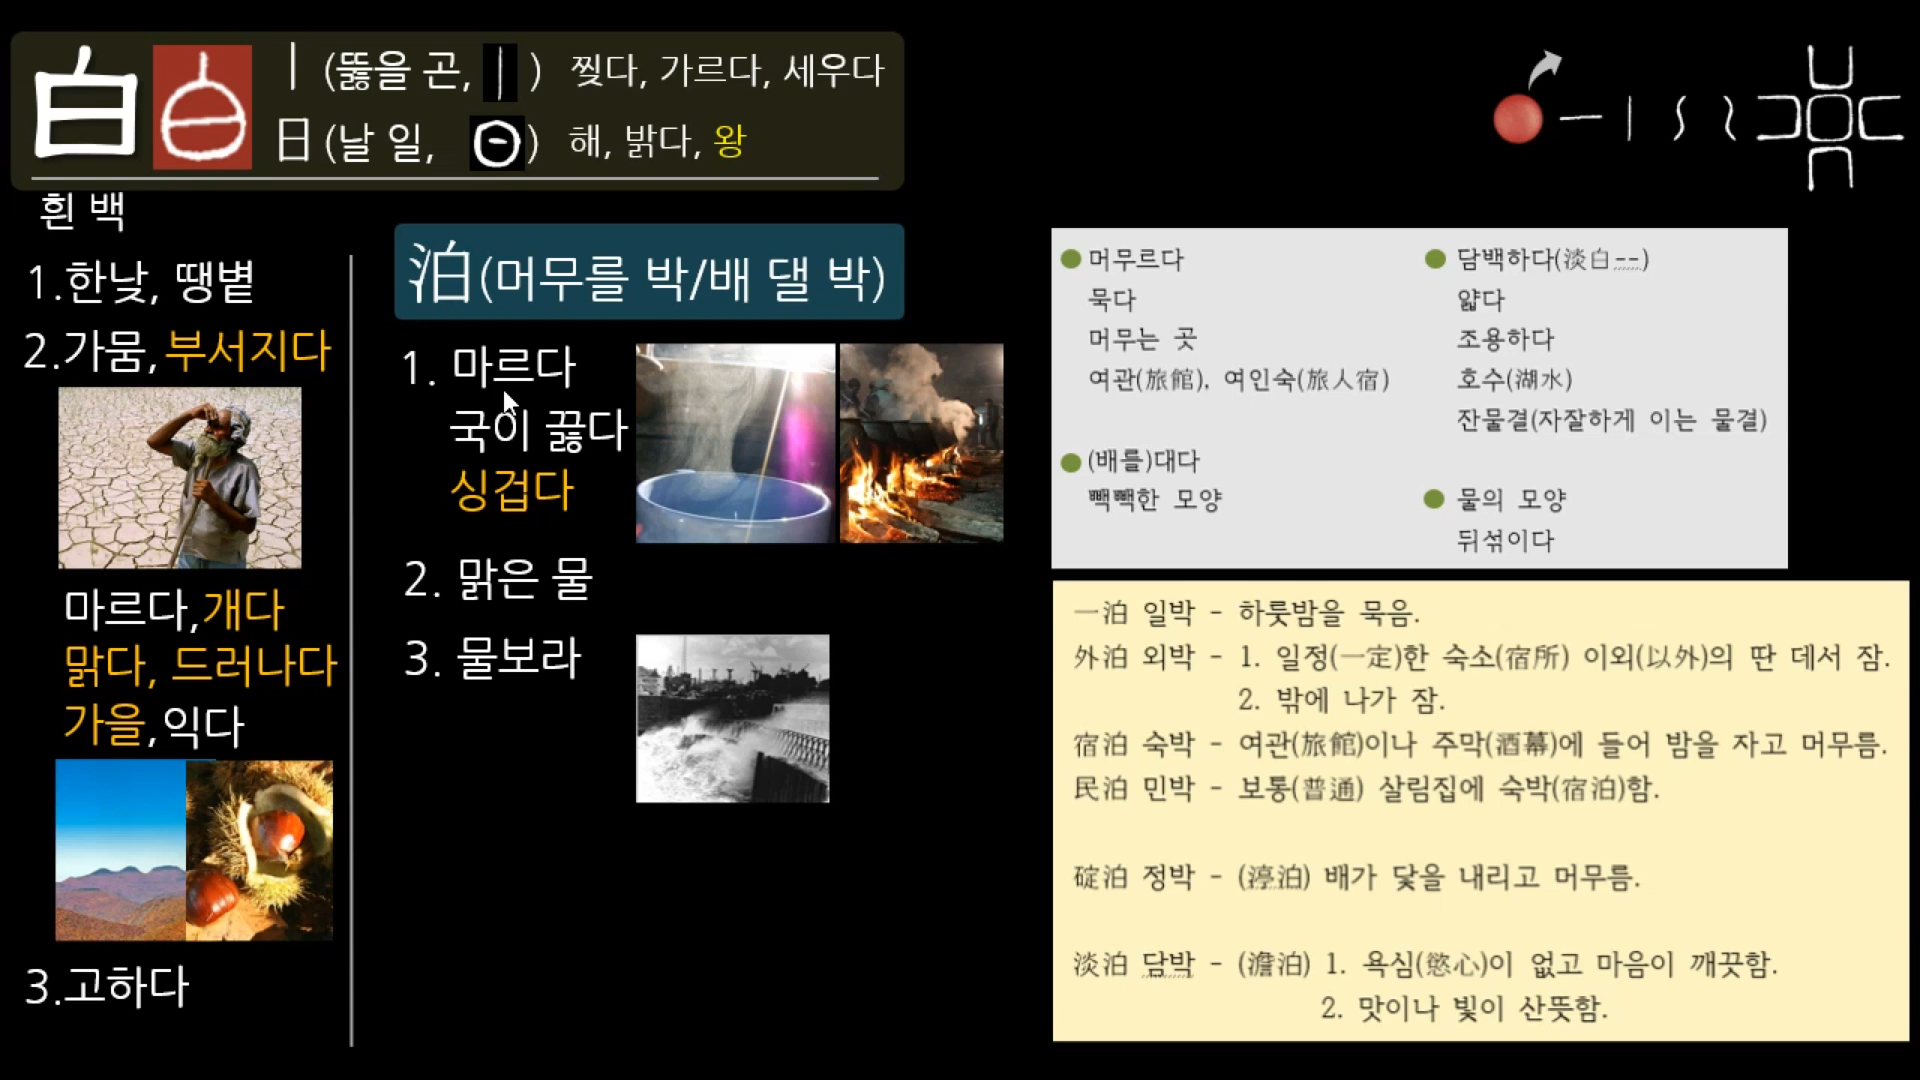 白
丨 (뚫을 곤, ) 찢다, 가르다, 세우다
日 (날 일, ) 해, 밝다, 왕
흰 백
1.한낮, 땡볕
2.가뭄, 부서지다
마르다,개다
맑다, 드러나다
가을,익다
3.고하다
泊(머무를 박/배 댈 박)
1. 마르다
국이 끓다
싱겁다
2. 맑은 물
3. 물보라
머무르다
묵다
머무는 곳
여관(旅館), 여인숙(旅人宿)
(배를)대다
빽빽한 모양
담백하다(淡白--)
얇다
조용하다
호수(湖水)
잔물결(자잘하게 이는 물결)
물의 모양
뒤섞이다
一泊 일박 - 하룻밤을 묵음.
外泊 외박 - 1. 일정(一定)한 숙소(宿所) 이외(以外)의 딴 데서 잠.
2. 밖에 나가 잠.
宿泊 숙박 - 여관(旅館)이나 주막(酒幕)에 들어 밤을 자고 머무름.
民泊 민박 - 보통(普通) 살림집에 숙박(宿泊)함.
碇泊 정박 - (渟泊) 배가 닻을 내리고 머무름.
淡泊 담박 - (澹泊) 1. 욕심(慾心)이 없고 마음이 깨끗함.
2. 맛이나 빛이 산뜻함.